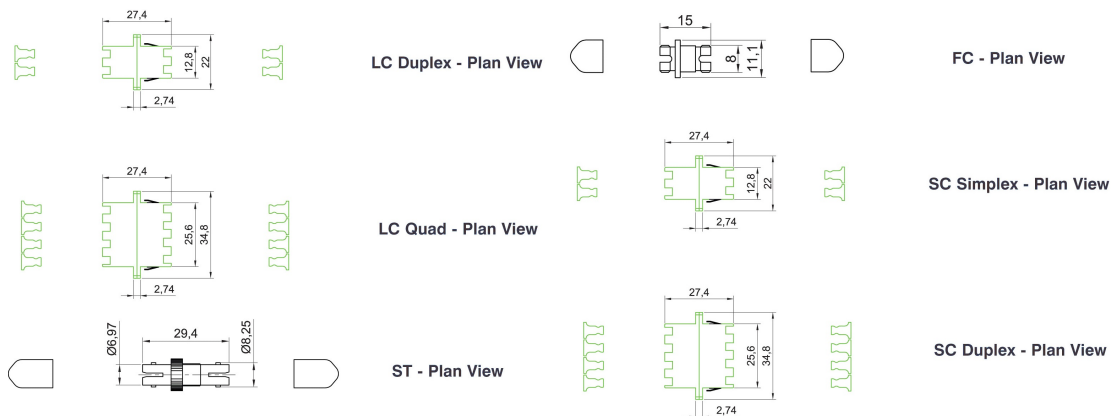 27,4
12,8
22
2,74
LC Duplex - Plan View
27,4
25,6
34,8
2,74
LC Quad - Plan View
Ø6,97
29,4
Ø8,25
ST - Plan View
15
8
11,1
FC - Plan View
27,4
12,8
22
2,74
SC Simplex - Plan View
27,4
25,6
34,8
2,74
SC Duplex - Plan View